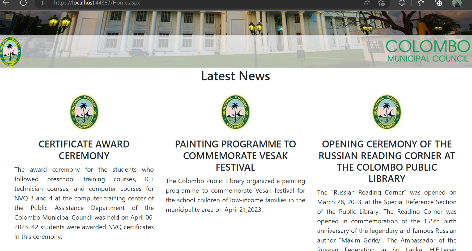 https://localhost:44387/Home.aspx
COLOMBO
MUNICIPAL COUNCIL
Latest News
CERTIFICATE AWARD
CEREMONY
The award ceremony for the students who
followed preschool training courses, ICT
technician courses, and computer courses for
NVQ 3 and 4 at the computer training center of
the Public Assistance Department of the
Colombo Municipal Council was held on April 06,
2023. 42 students were awarded NVQ certificates
in this ceremony.
PAINTING PROGRAMME TO
COMMEMORATE VESAK
FESTIVAL
The Colombo Public Library organized a painting
programme to commemorate Vesak festival for
the school children of low-income families in the
municipality area on April 21,2023.
OPENING CEREMONY OF THE
RUSSIAN READING CORNER AT
THE COLOMBO PUBLIC
LIBRARY
The "Russian Reading Corner" was opened on
March 28, 2023, at the Special Reference Section
of the Public Library. The Reading Corner was
opened in commemoration of the 155th birth
anniversary of the legendary and famous Russian
author "Maxim Gorky". The Ambassador of the
Russian Federation in Sri Lanka, H.E.Levan